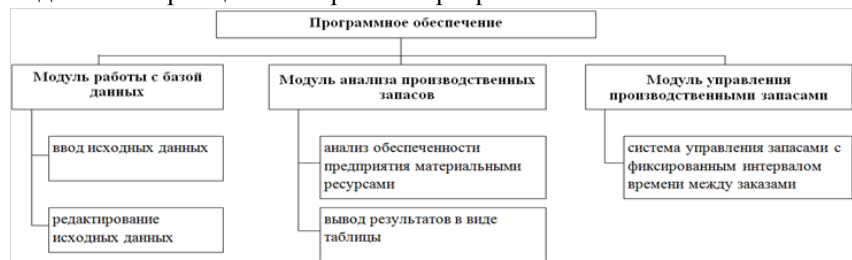 Программное обеспечение
Модуль работы с базой
данных
ввод исходных данных
редактирование
исходных данных
Модуль анализа производственных
запасов
анализ обеспеченности
предприятия материальными
ресурсами
вывод результатов в виде
таблицы
Модуль управления
производственными запасами
система управления запасами с
фиксированным интервалом
времени между заказами